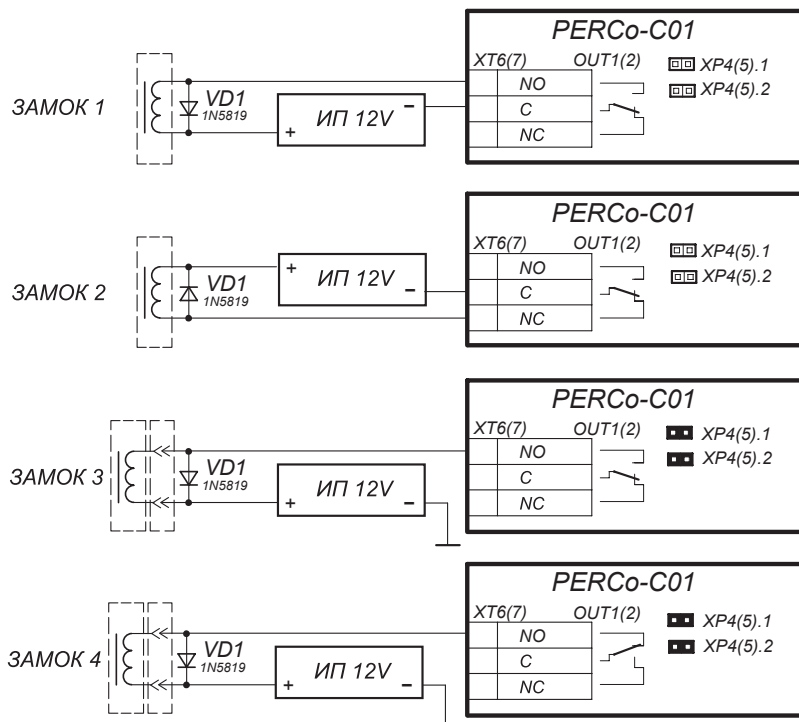 PERCo-C01
XT6(7) OUT1(2) XP4(5).1
NO XP4(5).2
ЗАМОК 1 VD1 ИП 12V − C
1N5819 +
NC
PERCo-C01
XT6(7) OUT1(2) XP4(5).1
+ NO XP4(5).2
ЗАМОК 2 VD1 ИП 12V − C
1N5819
NC
PERCo-C01
XT6(7) OUT1(2) XP4(5).1
NO XP4(5).2
ЗАМОК 3 VD1 C
1N5819 + ИП 12V −
NC
PERCo-C01
XT6(7) OUT1(2) XP4(5).1
NO XP4(5).2
ЗАМОК 4 VD1 C
1N5819 + ИП 12V −
NC